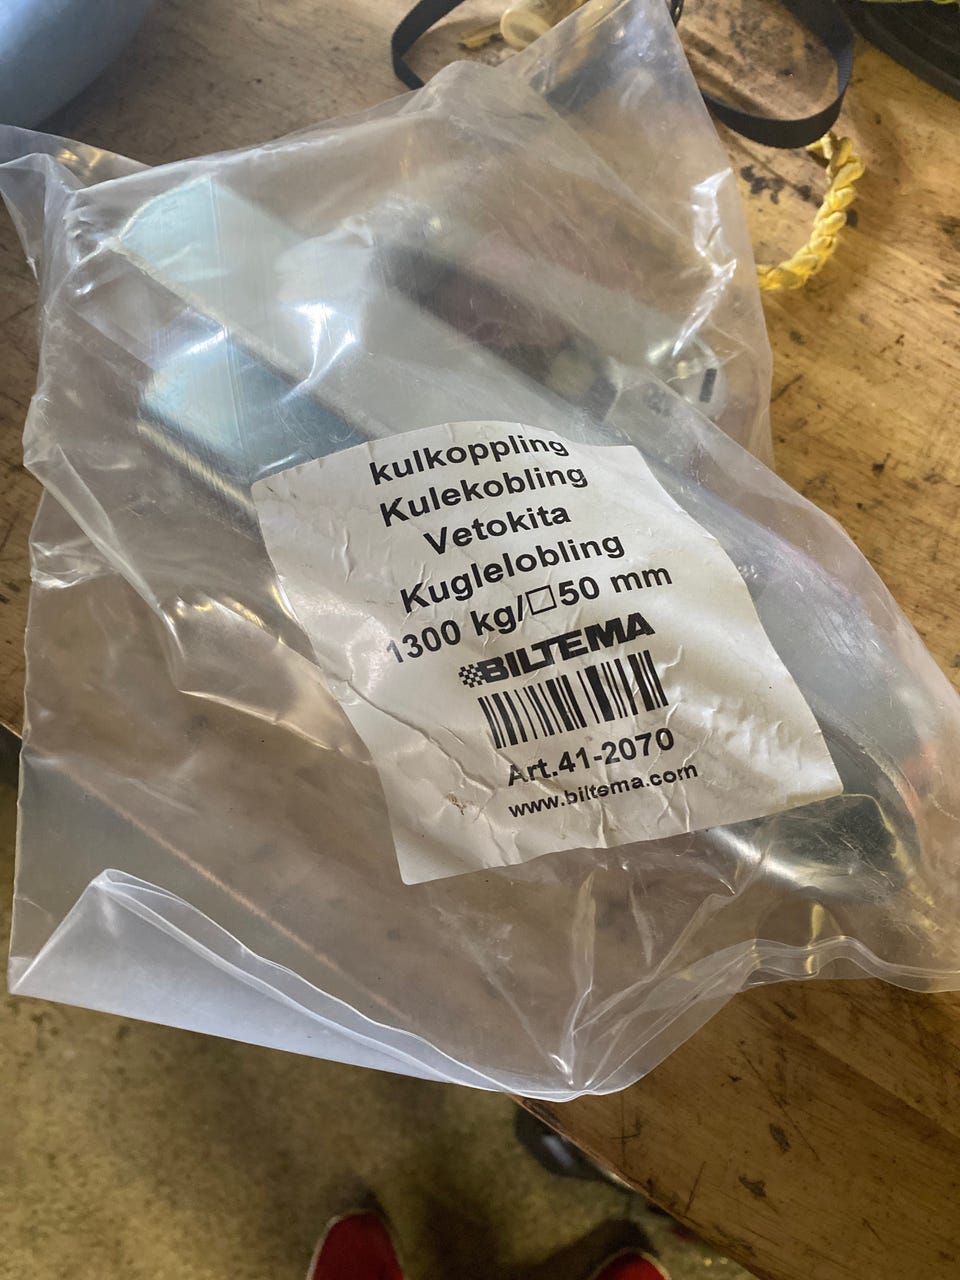 kulkoppling
Kulekobling
Vetokita
Kuglelobling
1300 kg/□50 mm
BILTEMA
Art.41-2070
www.biltema.com